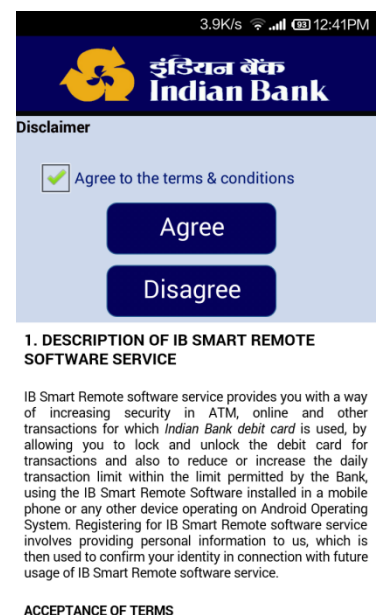 3.9K/s 93 12:41PM
इंडियन बैंक
Indian Bank
Disclaimer
Agree to the terms & conditions
Agree
Disagree
1. DESCRIPTION OF IB SMART REMOTE
SOFTWARE SERVICE
IB Smart Remote software service provides you with a way
of increasing security in ATM, online and other
transactions for which Indian Bank debit card is used, by
allowing you to lock and unlock the debit card for
transactions and also to reduce or increase the daily
transaction limit within the limit permitted by the Bank,
using the IB Smart Remote Software installed in a mobile
phone or any other device operating on Android Operating
System. Registering for IB Smart Remote software service
involves providing personal information to us, which is
then used to confirm your identity in connection with future
usage of IB Smart Remote software service.
ACCEPTANCE OF TERMS